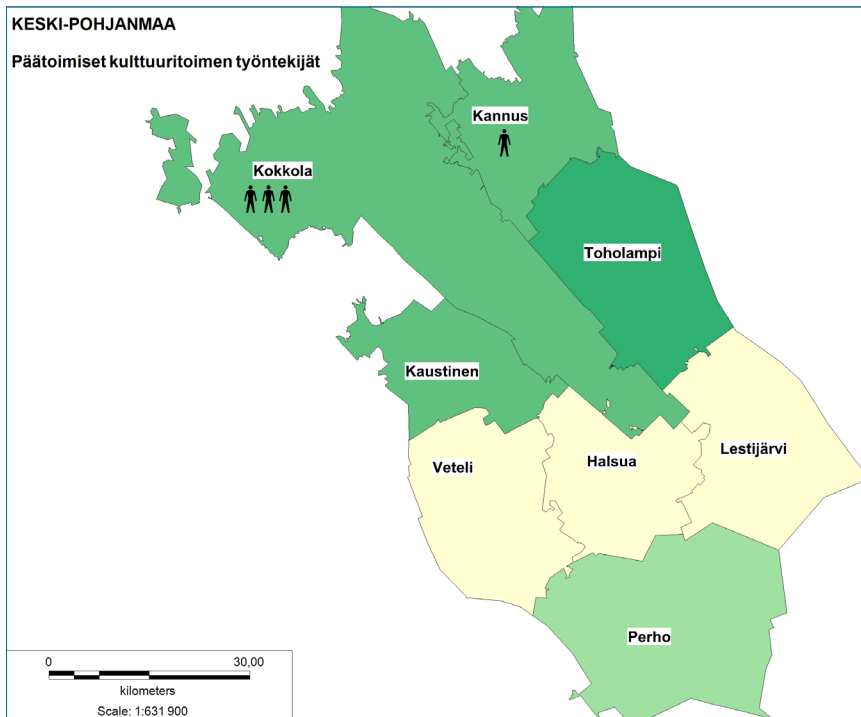 KESKI-POHJANMAA
Päätoimiset kulttuuritoimen työntekijät
Kannus
Kokkola
Toholampi
Kaustinen
Lestijärvi
Halsua
Veteli
Perho
0 30,00
kilometers
Scale: 1:631 900